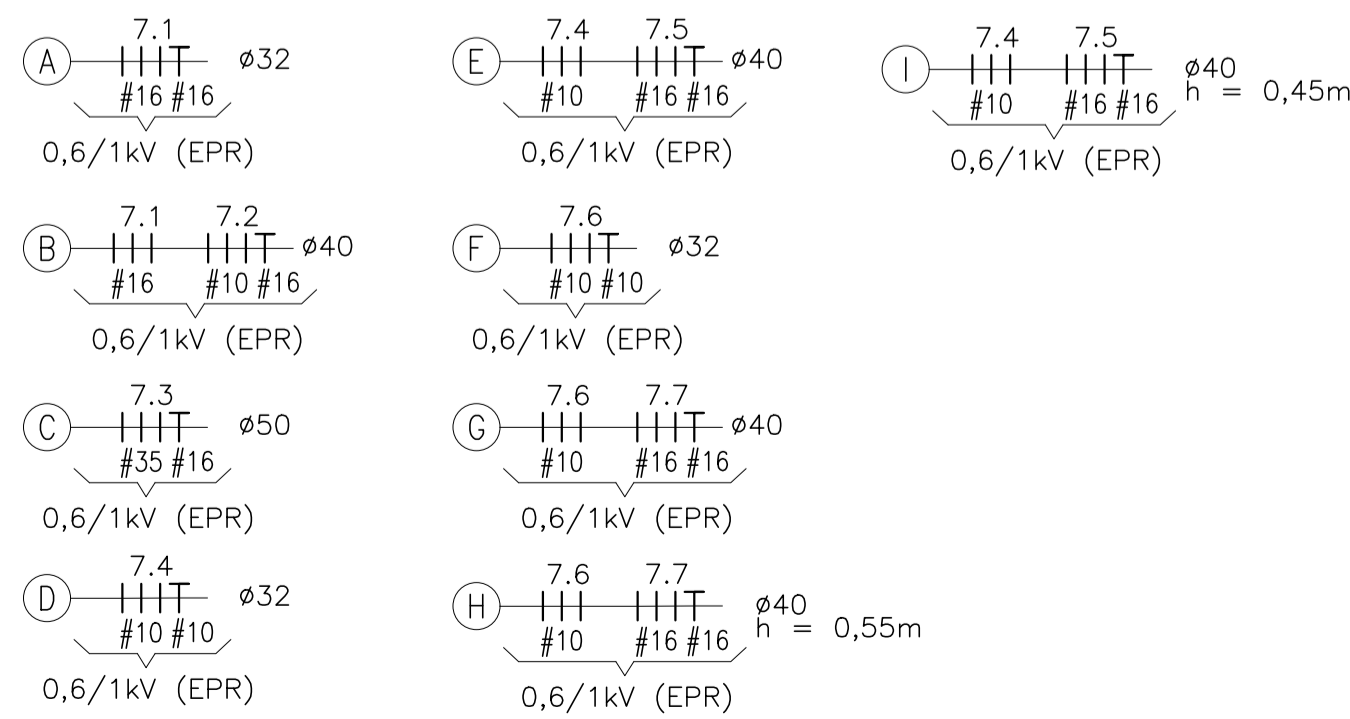 7.1
A ø32
#16 #16
0,6/1kV (EPR)
7.1 7.2
B ø40
#16 #10 #16
0,6/1kV (EPR)
7.3
C ø50
#35 #16
0,6/1kV (EPR)
7.4
D ø32
#10 #10
0,6/1kV (EPR)
7.4 7.5
E ø40
#10 #16 #16
0,6/1kV (EPR)
7.6
F ø32
#10 #10
0,6/1kV (EPR)
7.6 7.7
G ø40
#10 #16 #16
0,6/1kV (EPR)
7.6 7.7
H ø40
h = 0,55m
#10 #16 #16
0,6/1kV (EPR)
7.4 7.5
I ø40
h = 0,45m
#10 #16 #16
0,6/1kV (EPR)